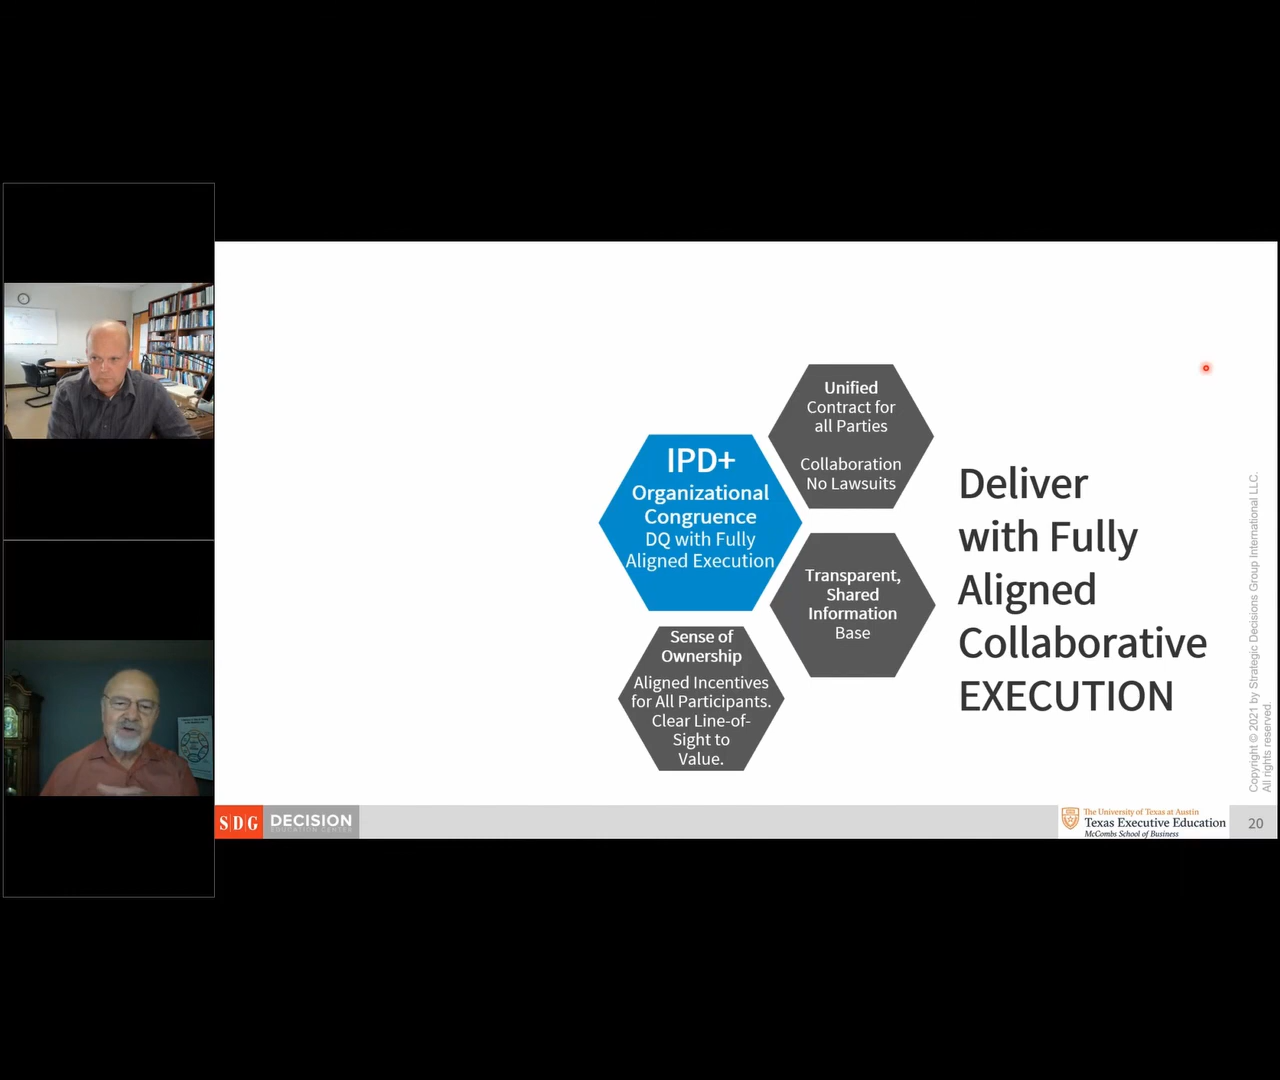 Unified
Contract for
all Parties
Collaboration
No Lawsuits
IPD+
Organizational
Congruence
DQ with Fully
Aligned Execution
Transparent,
Shared
Information
Base
Sense of
Ownership
Aligned Incentives
for All Participants.
Clear Line-of-
Sight to
Value.
Deliver
with Fully
Aligned
Collaborative
EXECUTION
Copyright © 2021 by Strategic Decisions Group International LLC.
All rights reserved.
SDG
DECISION
EDUCATION CENTER
The University of Texas at Austin
Texas Executive Education
McCombs School of Business
20